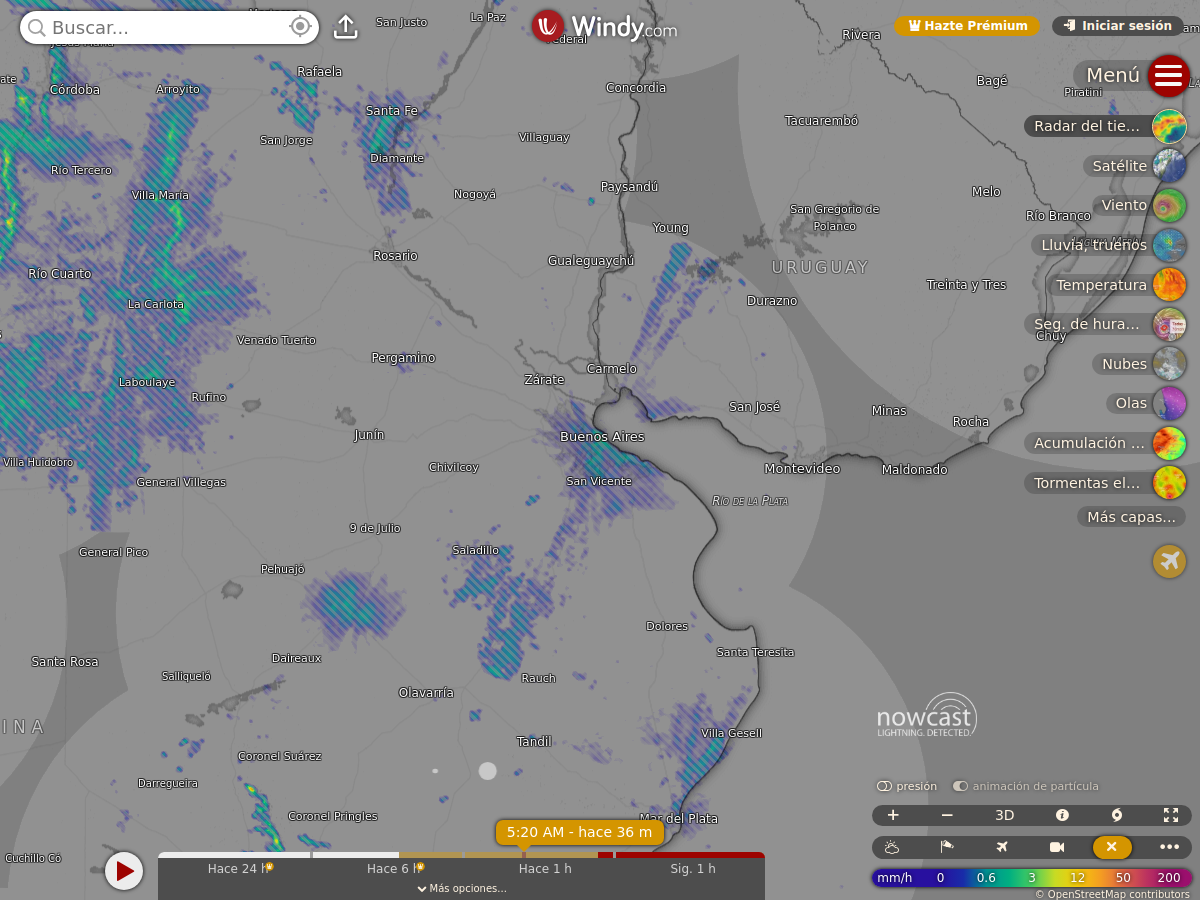 Buscar...
San Justo
La Paz
Windy.com
Federal
Rivera
Hazte Prémium
Iniciar sesión
Jesús María
Rafaela
Concordia
Bagé
Menú
Piratini
Córdoba
Arroyito
Santa Fe
Tacuarembó
Radar del tie...
San Jorge
Villaguay
Diamante
Satélite
Río Tercero
Villa María
Nogoyá
Paysandú
Melo
Viento
San Gregorio de
Polanco
Río Branco
Young
Lluvia, truenos
Rosario
Gualeguaychú
URUGUAY
Río Cuarto
Treinta y Tres
Temperatura
La Carlota
Durazno
Seg. de hura...
Chuy
Venado Tuerto
Pergamino
Carmelo
Nubes
Laboulaye
Zárate
Rufino
San José
Minas
Olas
Rocha
Junín
Buenos Aires
Acumulación ...
Villa Huidobro
Chivilcoy
Montevideo
Maldonado
General Villegas
San Vicente
Tormentas el...
Río de la Plata
Más capas...
9 de Julio
General Pico
Saladillo
Pehuajó
Dolores
Santa Rosa
Daireaux
Santa Teresita
Salliqueló
Rauch
Olavarría
INA
Villa Gesell
nowcast
LIGHTNING. DETECTED.
Tandil
Coronel Suárez
Darregueira
presión
animación de partícula
Coronel Pringles
Mar del Plata
3D
5:20 AM - hace 36 m
Cuchillo Có
Hace 24 h
Hace 6 h
Hace 1 h
Sig. 1 h
Más opciones...
mm/h 0 0.6 3 12 50 200
© OpenStreetMap contributors